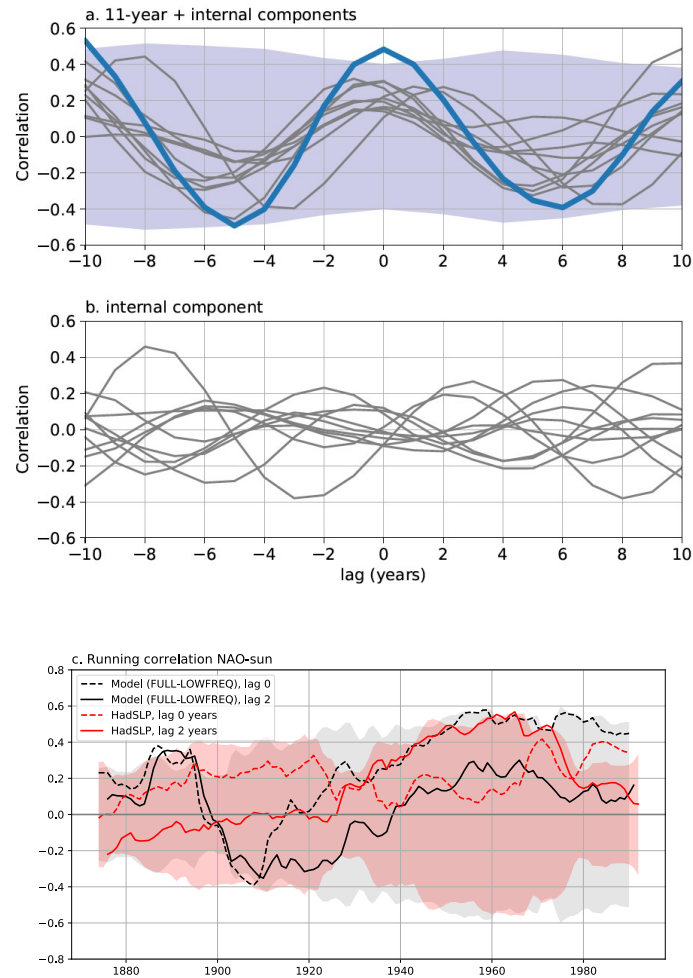 a. 11-year + internal components
0.6
0.4
0.2
0.0
−0.2
−0.4
−0.6
Correlation
−10 −8 −6 −4 −2 0 2 4 6 8 10
b. internal component
0.6
0.4
0.2
0.0
−0.2
−0.4
−0.6
Correlation
−10 −8 −6 −4 −2 0 2 4 6 8 10
lag (years)
c. Running correlation NAO-sun
0.8
0.6
0.4
0.2
0.0
−0.2
−0.4
−0.6
−0.8
Model (FULL-LOWFREQ), lag 0
Model (FULL-LOWFREQ), lag 2
HadSLP, lag 0 years
HadSLP, lag 2 years
1880 1900 1920 1940 1960 1980